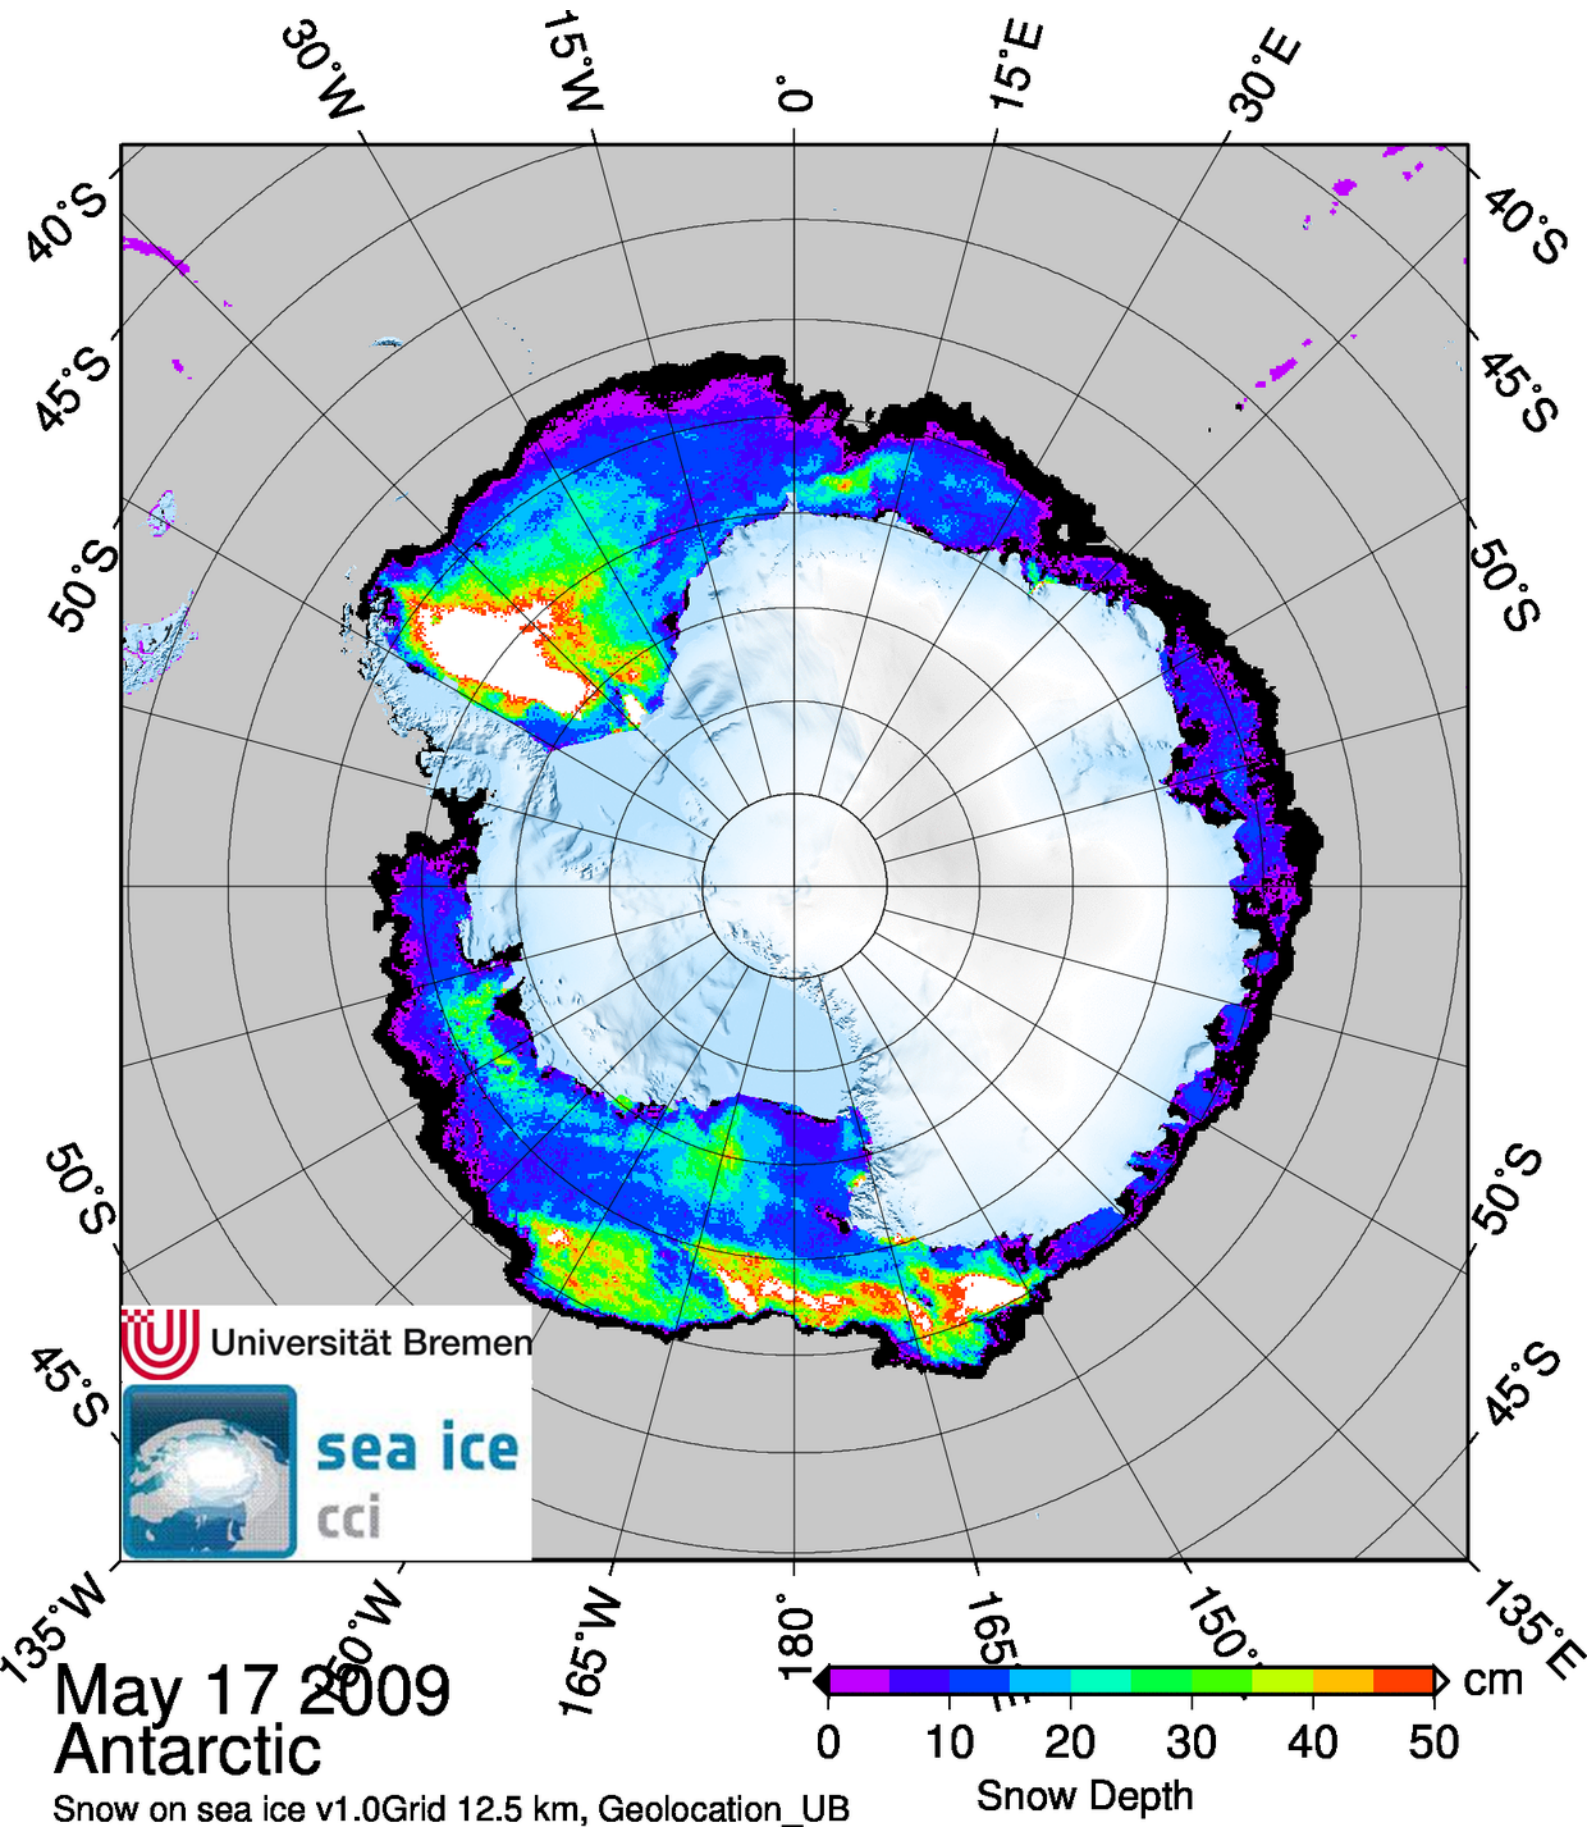 30°W 15°W 0° 15°E 30°E
40°S 40°S
45°S 45°S
50°S 50°S
50°S 50°S
45°S 45°S
Universität Bremen
sea ice
cci
135°W 150°W 165°W 180° 165°E 150° 135°E
May 17 2009
Antarctic
Snow on sea ice v1.0Grid 12.5 km, Geolocation_UB
cm
0 10 20 30 40 50
Snow Depth